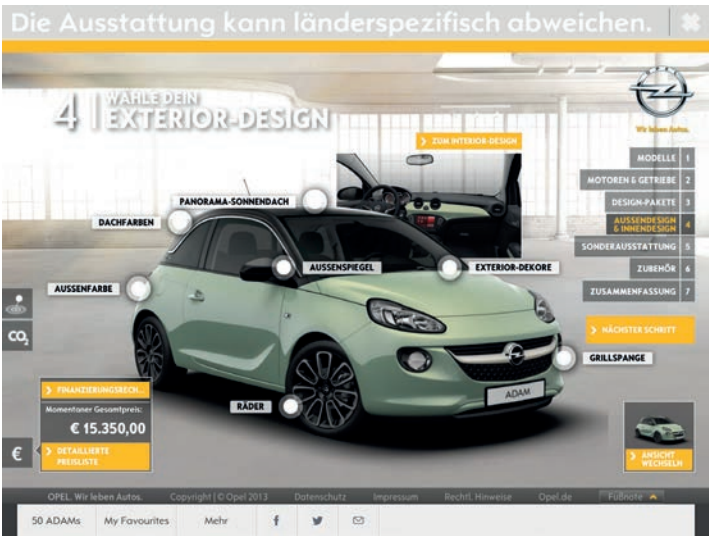 Die Ausstattung kann länderspezifisch abweichen.
4 | WÄHLE DEIN
EXTERIOR-DESIGN
Wir leben Autos.
ZUM INTERIOR-DESIGN
MODELLE 1
MOTOREN & GETRIEBE 2
DESIGN-PAKETE 3
AUSSENDESIGN
& INNENDESIGN 4
SONDERAUSSTATTUNG 5
ZUBEHÖR 6
ZUSAMMENFASSUNG 7
NÄCHSTER SCHRITT
PANORAMA-SONNENDACH
DACHFARBEN
AUSSENSPIEGEL
EXTERIOR-DEKORE
AUSSENFARBE
GRILLSPANGE
RÄDER
ADAM
CO2
FINANZIERUNGSRECH...
Momentaner Gesamtpreis:
€ 15.350,00
€
DETAILLIERTE
PREISLISTE
ANSICHT
WECHSELN
OPEL. Wir leben Autos. Copyright | © Opel 2013 Datenschutz Impressum Rechtl. Hinweise Opel.de Fußnote
50 ADAMs My Favourites Mehr